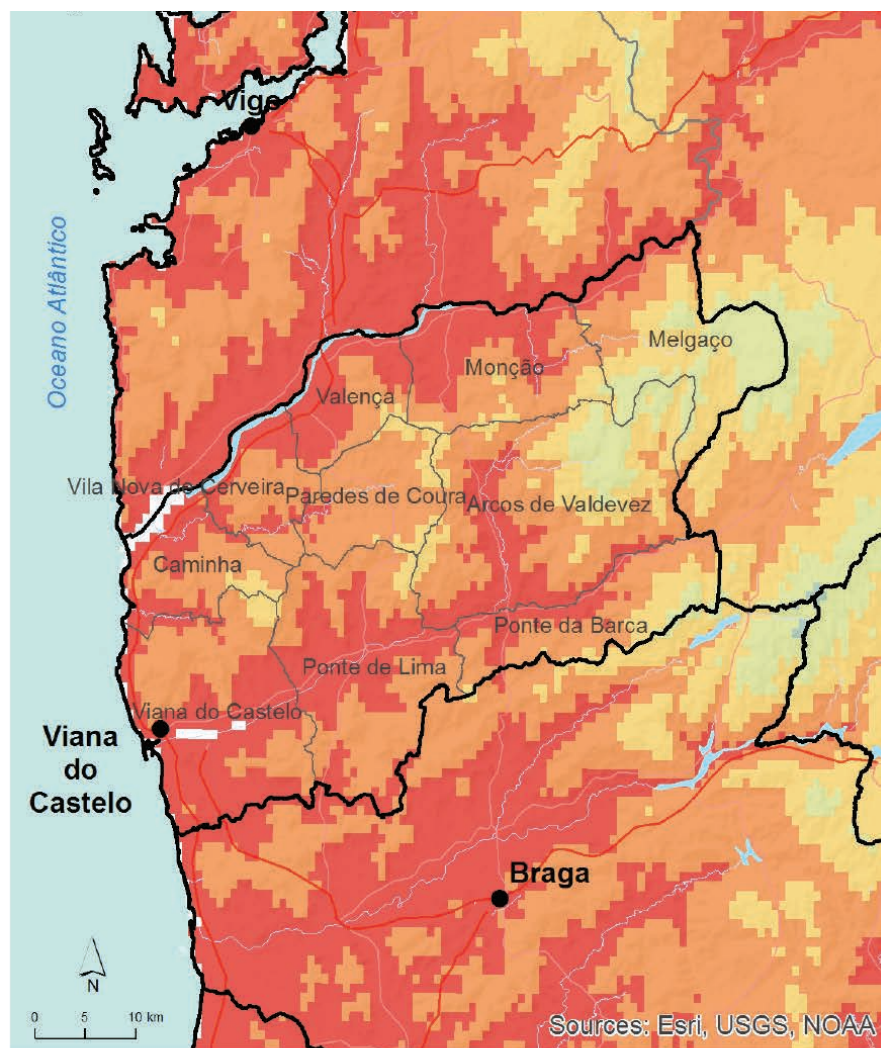 Vigo
Oceano Atlântico
Melgaço
Monção
Valença
Vila Nova de Cerveira
Paredes de Coura
Arcos de Valdevez
Caminha
Ponte da Barca
Ponte de Lima
Viana do Castelo
Viana
do
Castelo
Braga
N
0 5 10 km
Sources: Esri, USGS, NOAA